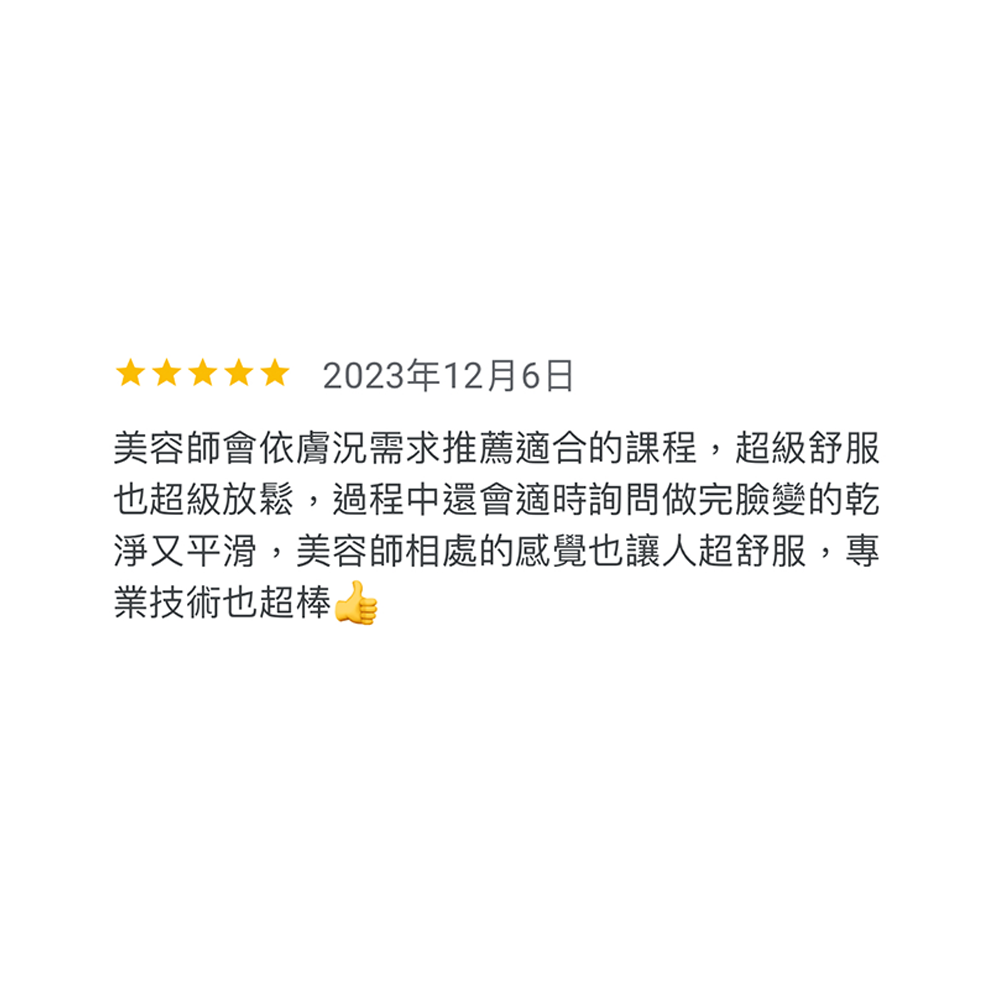 ★★★★★ 2023年12月6日
美容師會依膚況需求推薦適合的課程，超級舒服
也超級放鬆，過程中還會適時詢問做完臉變的乾
淨又平滑，美容師相處的感覺也讓人超舒服，專
業技術也超棒👍